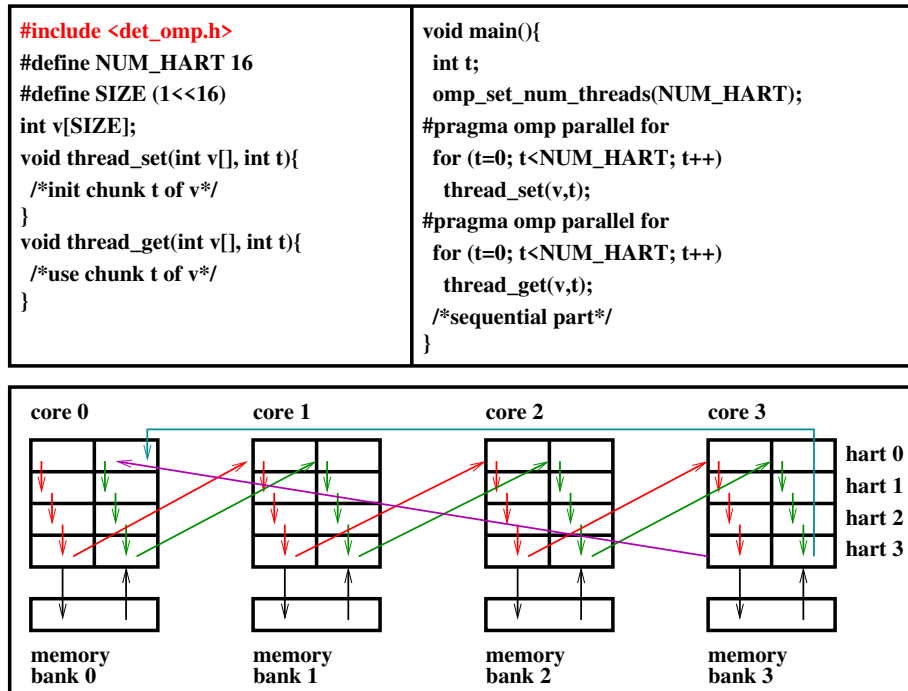 #include <det_omp.h>
#define NUM_HART 16
#define SIZE (1<<16)
int v[SIZE];
void thread_set(int v[], int t){
/*init chunk t of v*/
}
void thread_get(int v[], int t){
/*use chunk t of v*/
}
void main(){
int t;
omp_set_num_threads(NUM_HART);
#pragma omp parallel for
for (t=0; t<NUM_HART; t++)
thread_set(v,t);
#pragma omp parallel for
for (t=0; t<NUM_HART; t++)
thread_get(v,t);
/*sequential part*/
}
core 0
core 1
core 2
core 3
hart 0
hart 1
hart 2
hart 3
memory
bank 0
memory
bank 1
memory
bank 2
memory
bank 3